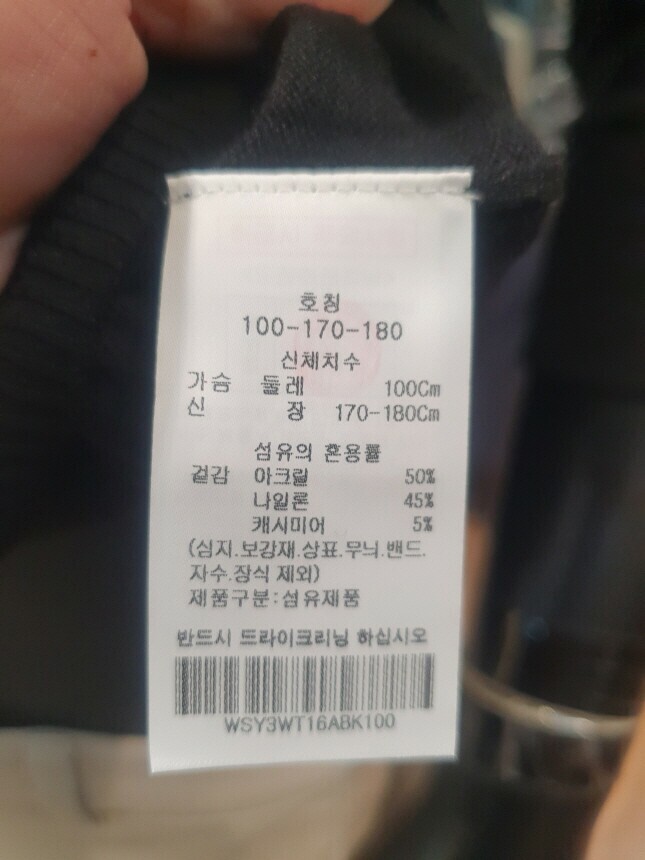 호칭
100-170-180
신체치수
가슴 둘레 100Cm
신 장 170-180Cm
섬유의 혼용률
겉감 아크릴 50%
나일론 45%
캐시미어 5%
(심지.보강재.상표.무늬.밴드.
자수.장식 제외)
제품구분:섬유제품
반드시 드라이크리닝 하십시오
WSY3WT16ABK100